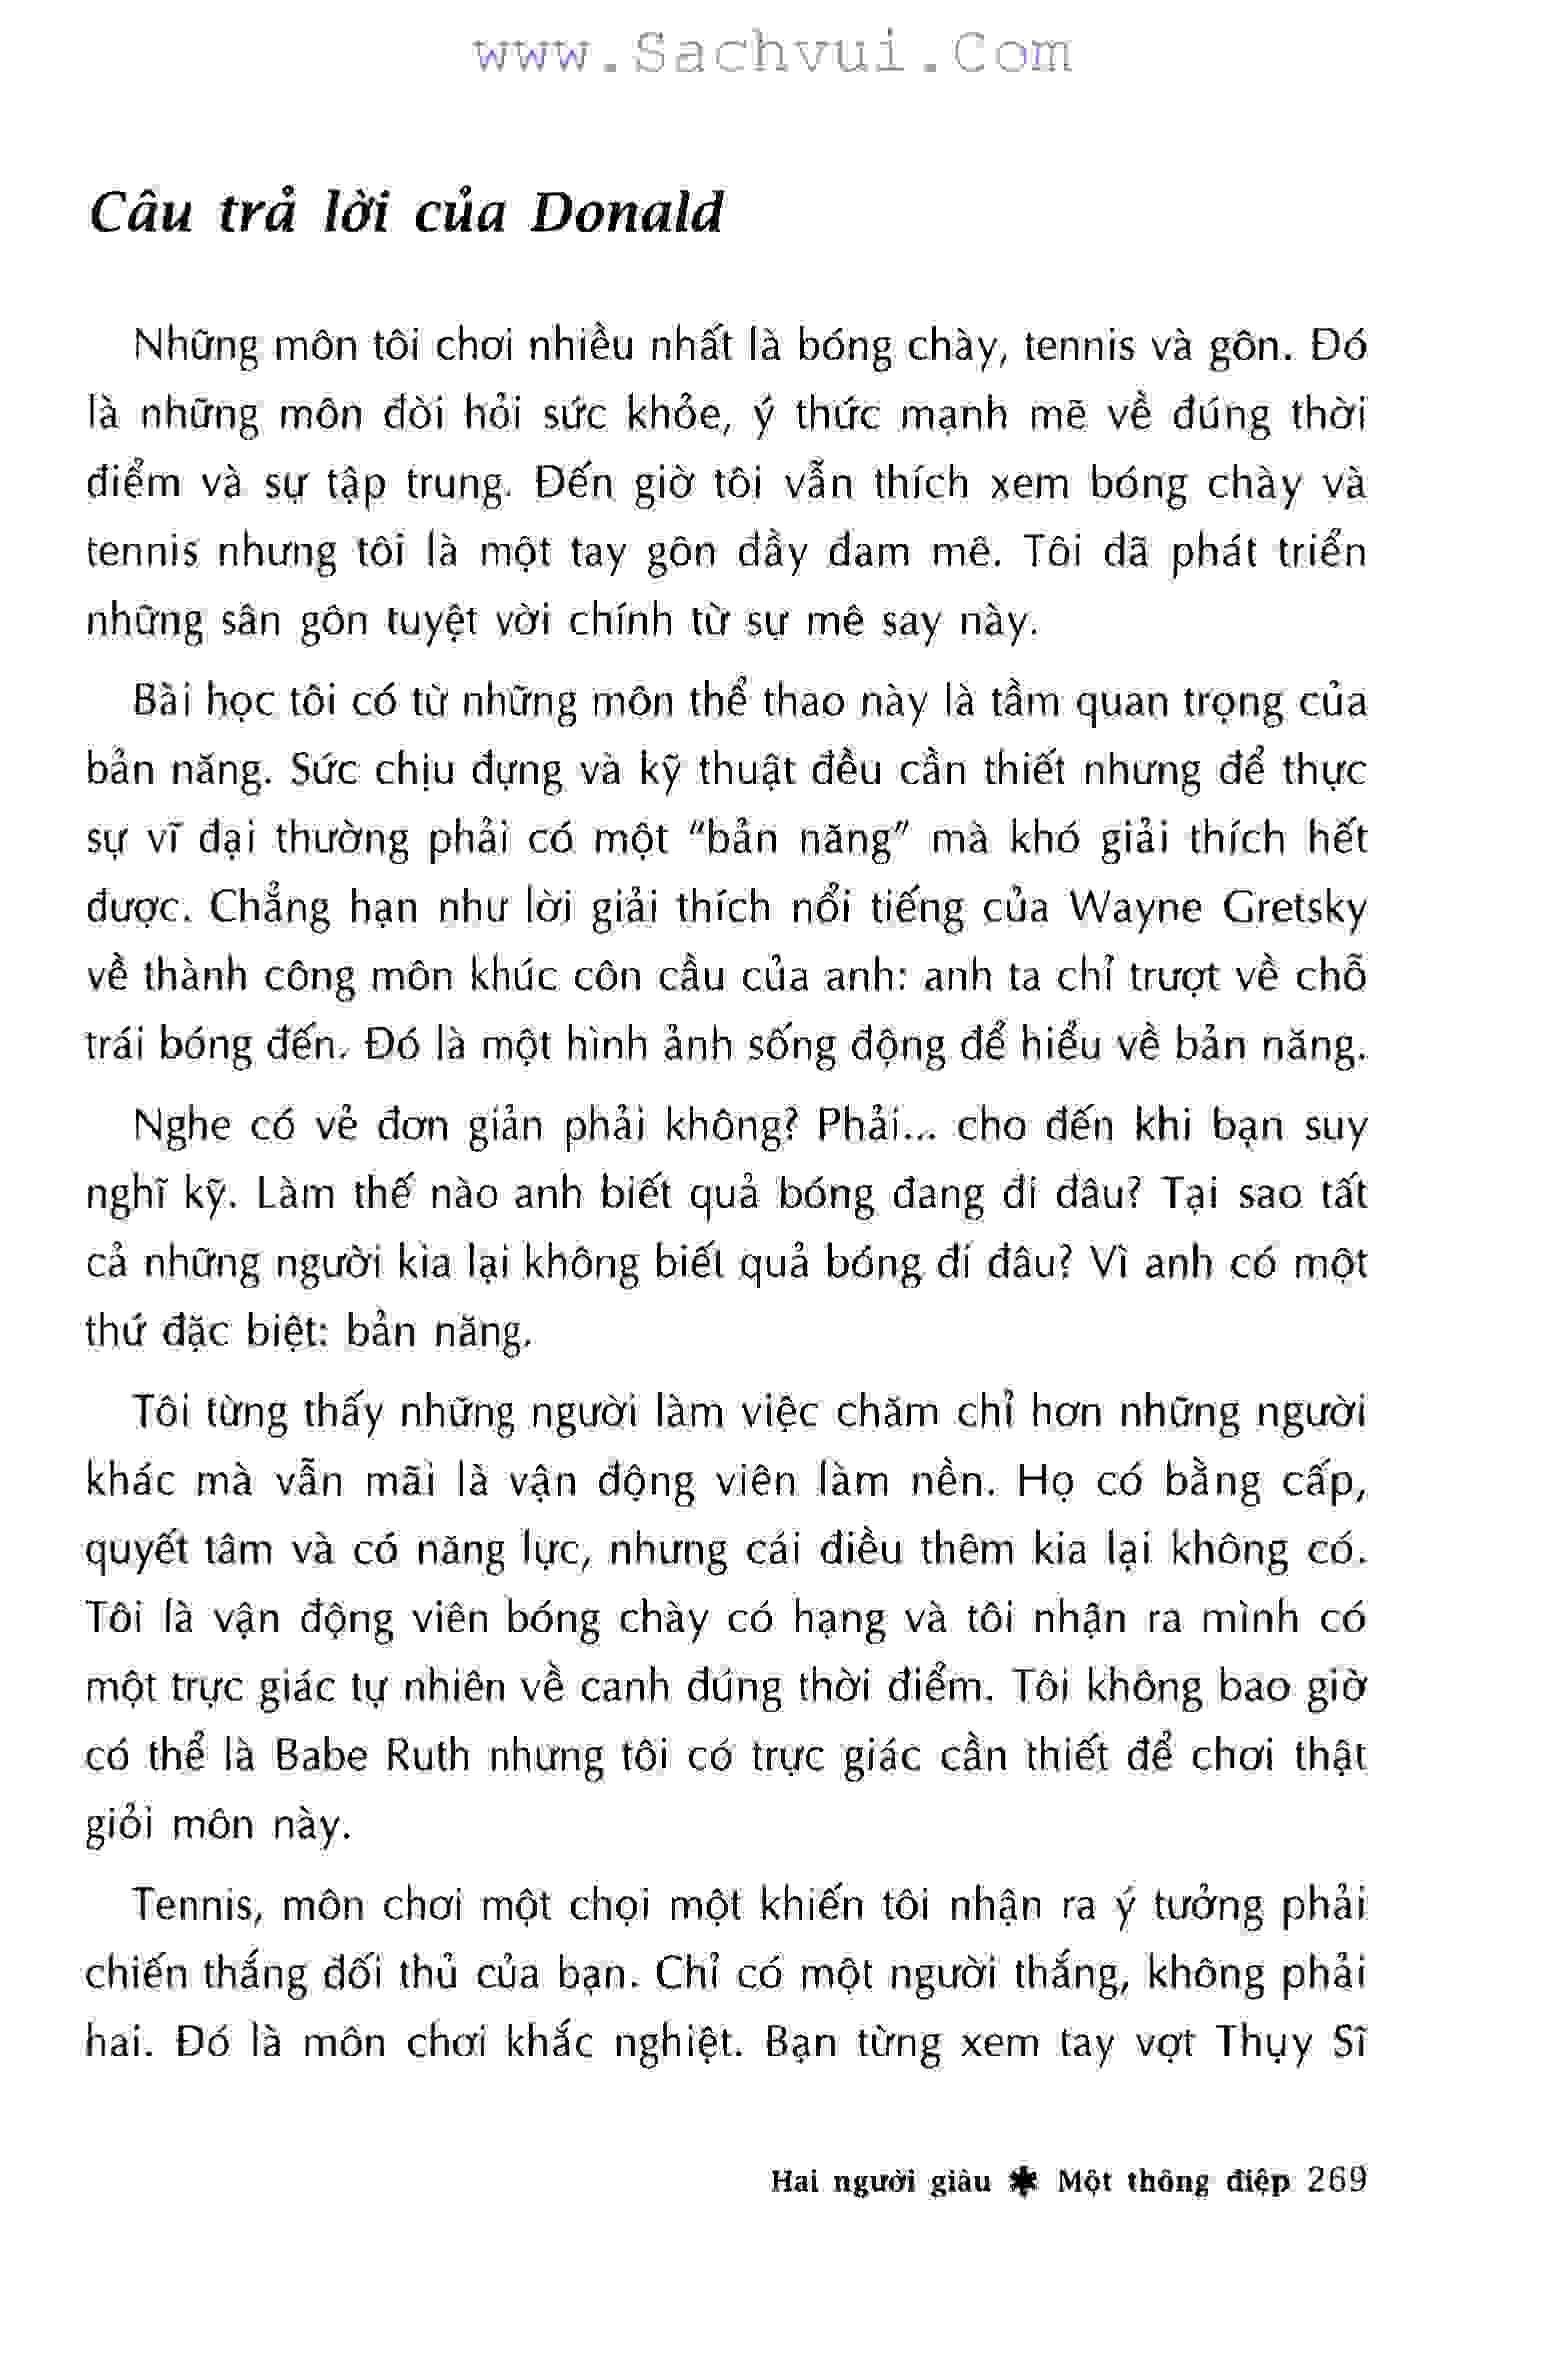 www.Sachvui.Com
Câu trả lời của Donald
Những môn tôi chơi nhiều nhất là bóng chày, tennis và gôn. Đó
là những môn đòi hỏi sức khỏe, ý thức mạnh mẽ về đúng thời
điểm và sự tập trung. Đến giờ tôi vẫn thích xem bóng chày và
tennis nhưng tôi là một tay gôn đầy đam mê. Tôi đã phát triển
những sân gôn tuyệt vời chính từ sự mê say này.
Bài học tôi có từ những môn thể thao này là tầm quan trọng của
bản năng. Sức chịu đựng và kỹ thuật đều cần thiết nhưng để thực
sự vĩ đại thường phải có một "bản năng" mà khó giải thích hết
được. Chẳng hạn như lời giải thích nổi tiếng của Wayne Gretsky
về thành công môn khúc côn cầu của anh: anh ta chỉ trượt về chỗ
trái bóng đến. Đó là một hình ảnh sống động để hiểu về bản năng.
Nghe có vẻ đơn giản phải không? Phải... cho đến khi bạn suy
nghĩ kỹ. Làm thế nào anh biết quả bóng đang đi đâu? Tại sao tất
cả những người kia lại không biết quả bóng đi đâu? Vì anh có một
thứ đặc biệt: bản năng.
Tôi từng thấy những người làm việc chăm chỉ hơn những người
khác mà vẫn mãi là vận động viên làm nền. Họ có bằng cấp,
quyết tâm và có năng lực, nhưng cái điều thêm kia lại không có.
Tôi là vận động viên bóng chày có hạng và tôi nhận ra mình có
một trực giác tự nhiên về canh đúng thời điểm. Tôi không bao giờ
có thể là Babe Ruth nhưng tôi có trực giác cần thiết để chơi thật
giỏi môn này.
Tennis, môn chơi một chọi một khiến tôi nhận ra ý tưởng phải
chiến thắng đối thủ của bạn. Chỉ có một người thắng, không phải
hai. Đó là môn chơi khắc nghiệt. Bạn từng xem tay vợt Thụy Sĩ
Hai người giàu ✱ Một thông điệp 269